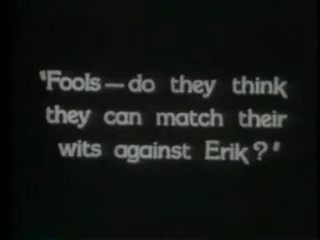 "Fools—do they think
they can match their
wits against Erik?"